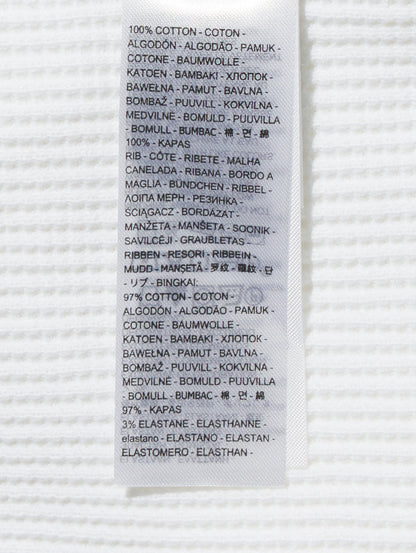 100% COTTON - COTON -
ALGODÓN - ALGODÃO - PAMUK -
COTONE - BAUMWOLLE -
KATOEN - BAMBAKI - ХЛОПОК -
BAWEŁNA - PAMUT - BAVLNA -
BOMBAŽ - PUUVILL - KOKVILNA -
MEDVILNĖ - BOMULD - PUUVILLA
- BOMULL - BUMBAC - 棉 - 면 - 綿
100% - KAPAS
RIB - CÔTE - RIBETE - MALHA
CANELADA - RIBANA - BORDO A
MAGLIA - BÜNDCHEN - RIBBEL -
ΛΟΙΠΑ ΜΕΡΗ - РЕЗИНКА -
ŚCIĄGACZ - BORDÁZAT -
MANŽETA - MANŠETA - SOONIK -
SAVILCĒJI - GRAUBLETAS -
RIBBEN - RESORI - RIBBEIN -
MUDD - MANȘETĂ - 罗纹 - 羅紋 - 단
- リブ - BINGKAI.
97% COTTON - COTON -
ALGODÓN - ALGODÃO - PAMUK -
COTONE - BAUMWOLLE -
KATOEN - BAMBAKI - ХЛОПОК -
BAWEŁNA - PAMUT - BAVLNA -
BOMBAŽ - PUUVILL - KOKVILNA -
MEDVILNĖ - BOMULD - PUUVILLA
- BOMULL - BUMBAC - 棉 - 면 - 綿
97% - KAPAS
3% ELASTANE - ELASTHANNE -
elastano - ELASTANO - ELASTAN -
ELASTOMERO - ELASTHAN -